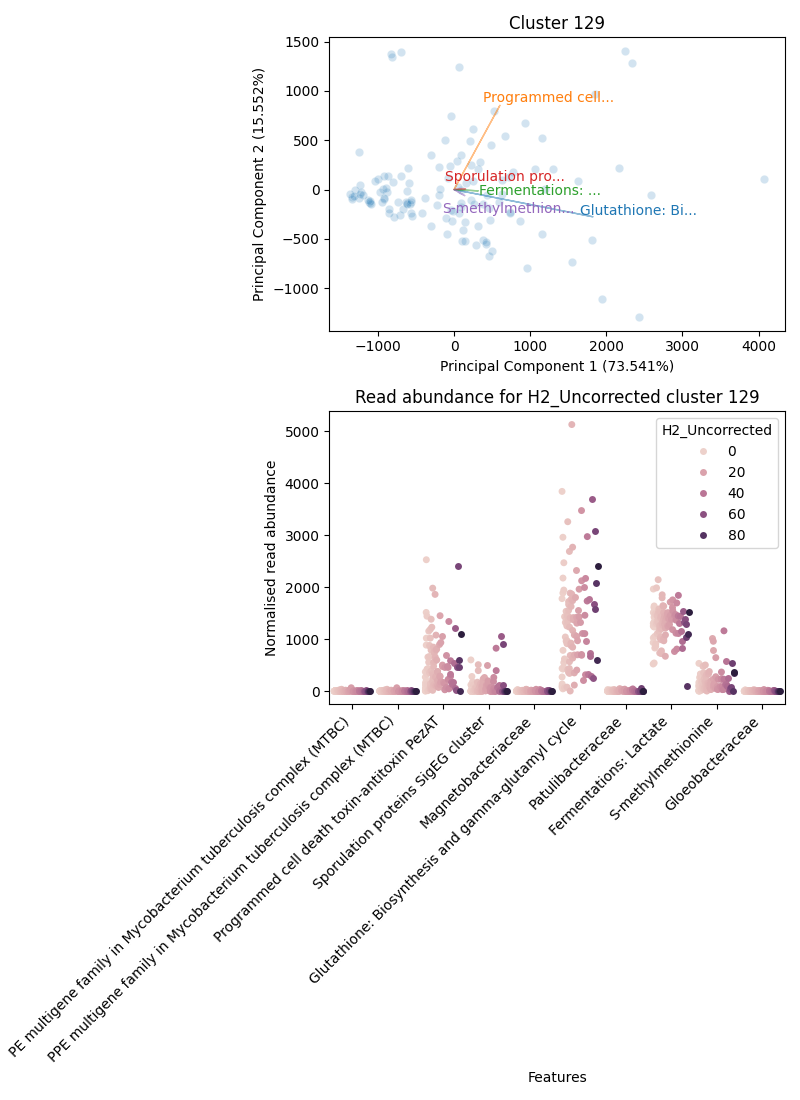 Cluster 129
1500
1000
500
0
−500
−1000
Principal Component 2 (15.552%)
Programmed cell...
Sporulation pro...
Fermentations: ...
S-methylmethion...
Glutathione: Bi...
−1000
0
1000
2000
3000
4000
Principal Component 1 (73.541%)
Read abundance for H2_Uncorrected cluster 129
5000
4000
3000
2000
1000
0
Normalised read abundance
H2_Uncorrected
0
20
40
60
80
PE multigene family in Mycobacterium tuberculosis complex (MTBC)
PPE multigene family in Mycobacterium tuberculosis complex (MTBC)
Programmed cell death toxin-antitoxin PezAT
Sporulation proteins SigEG cluster
Magnetobacteriaceae
Glutathione: Biosynthesis and gamma-glutamyl cycle
Patulibacteraceae
Fermentations: Lactate
S-methylmethionine
Gloeobacteraceae
Features